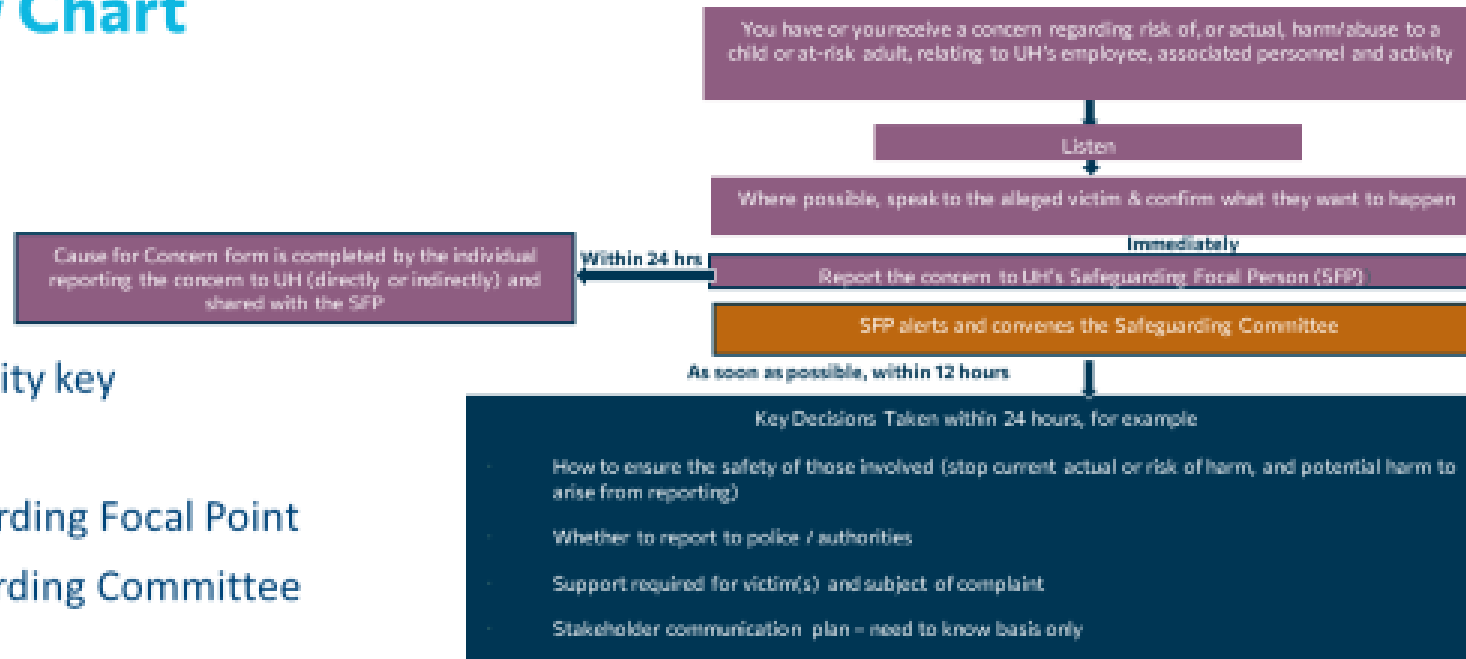 Chart
You have or you receive a concern regarding risk of, or actual, harm/abuse to a
child or at-risk adult, relating to UH's employee, associated personnel and activity
Listen
Where possible, speak to the alleged victim & confirm what they want to happen
Immediately
Report the concern to UH's Safeguarding Focal Person (SFP)
Within 24 hrs
Cause for Concern form is completed by the individual
reporting the concern to UH (directly or indirectly) and
shared with the SFP
SFP alerts and convenes the Safeguarding Committee
As soon as possible, within 12 hours
ity key
rding Focal Point
rding Committee
Key Decisions Taken within 24 hours, for example
How to ensure the safety of those involved (stop current actual or risk of harm, and potential harm to
arise from reporting)
Whether to report to police / authorities
Support required for victim(s) and subject of complaint
Stakeholder communication plan – need to know basis only